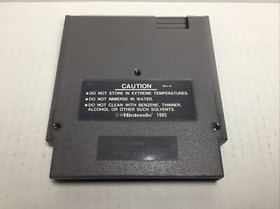 CAUTION
•DO NOT STORE IN EXTREME TEMPERATURES.
•DO NOT IMMERSE IN WATER.
•DO NOT CLEAN WITH BENZENE, THINNER,
ALCOHOL OR OTHER SUCH SOLVENTS.
©Nintendo 1985